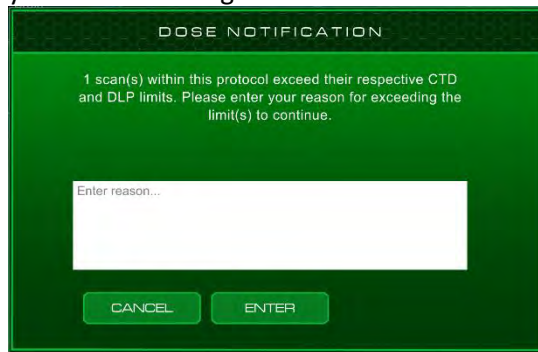 DOSE NOTIFICATION
1 scan(s) within this protocol exceed their respective CTD
and DLP limits. Please enter your reason for exceeding the
limit(s) to continue.
Enter reason...
CANCEL ENTER